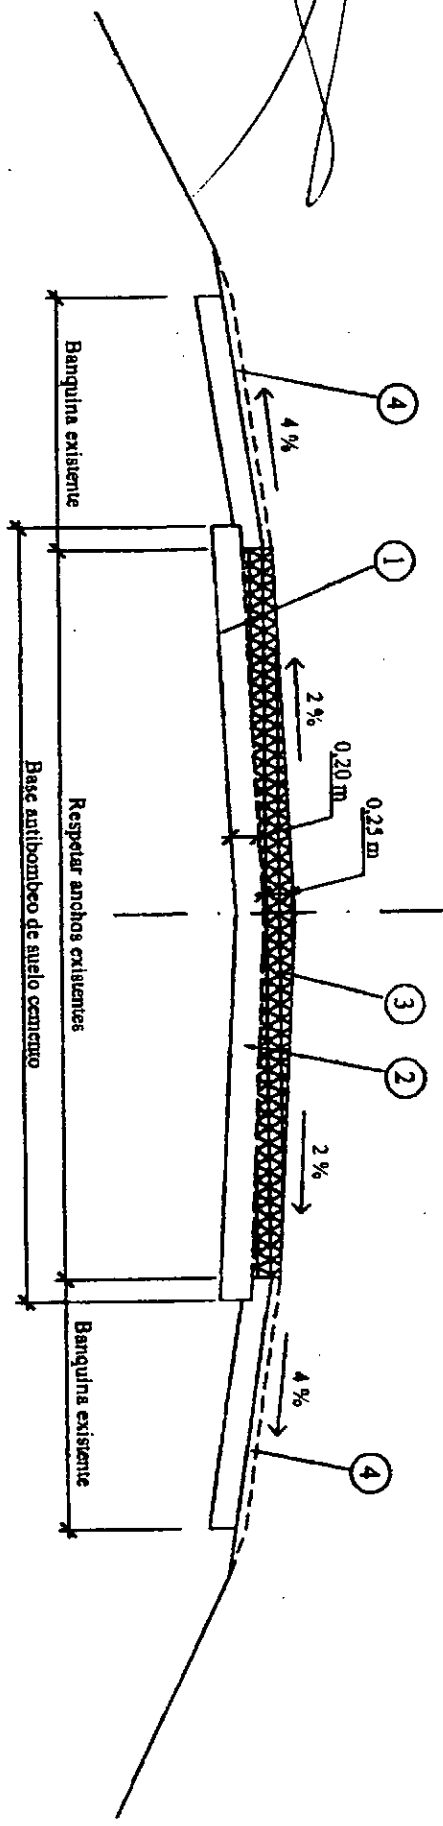 4
4 %
Banquina existente
1
2 %
0,20 m
0,25 m
3
2
2 %
Respetar anchos existentes
Base antibombeo de suelo cemento
4 %
4
Banquina existente